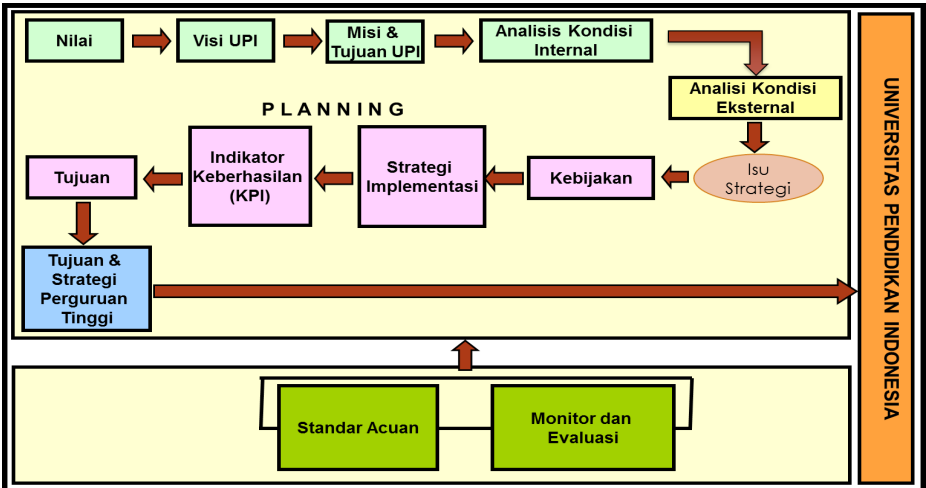 Nilai
Visi UPI
Misi &
Tujuan UPI
Analisis Kondisi
Internal
Analisi Kondisi
Eksternal
PLANNING
Isu
Strategi
Kebijakan
Strategi
Implementasi
Indikator
Keberhasilan
(KPI)
Tujuan
Tujuan &
Strategi
Perguruan
Tinggi
UNIVERSITAS PENDIDIKAN INDONESIA
Standar Acuan
Monitor dan
Evaluasi